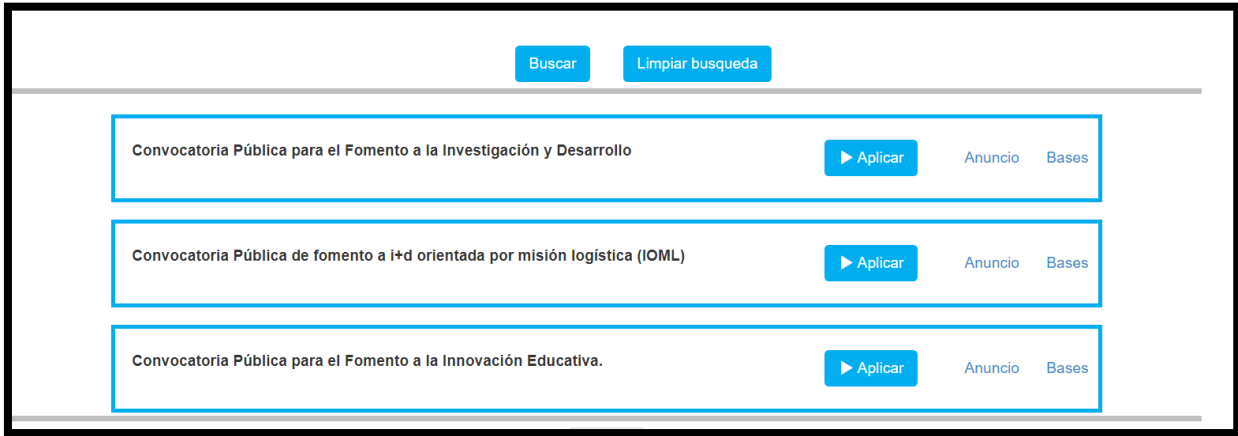 Buscar Limpiar busqueda
Convocatoria Pública para el Fomento a la Investigación y Desarrollo Aplicar Anuncio Bases
Convocatoria Pública de fomento a i+d orientada por misión logística (IOML) Aplicar Anuncio Bases
Convocatoria Pública para el Fomento a la Innovación Educativa. Aplicar Anuncio Bases